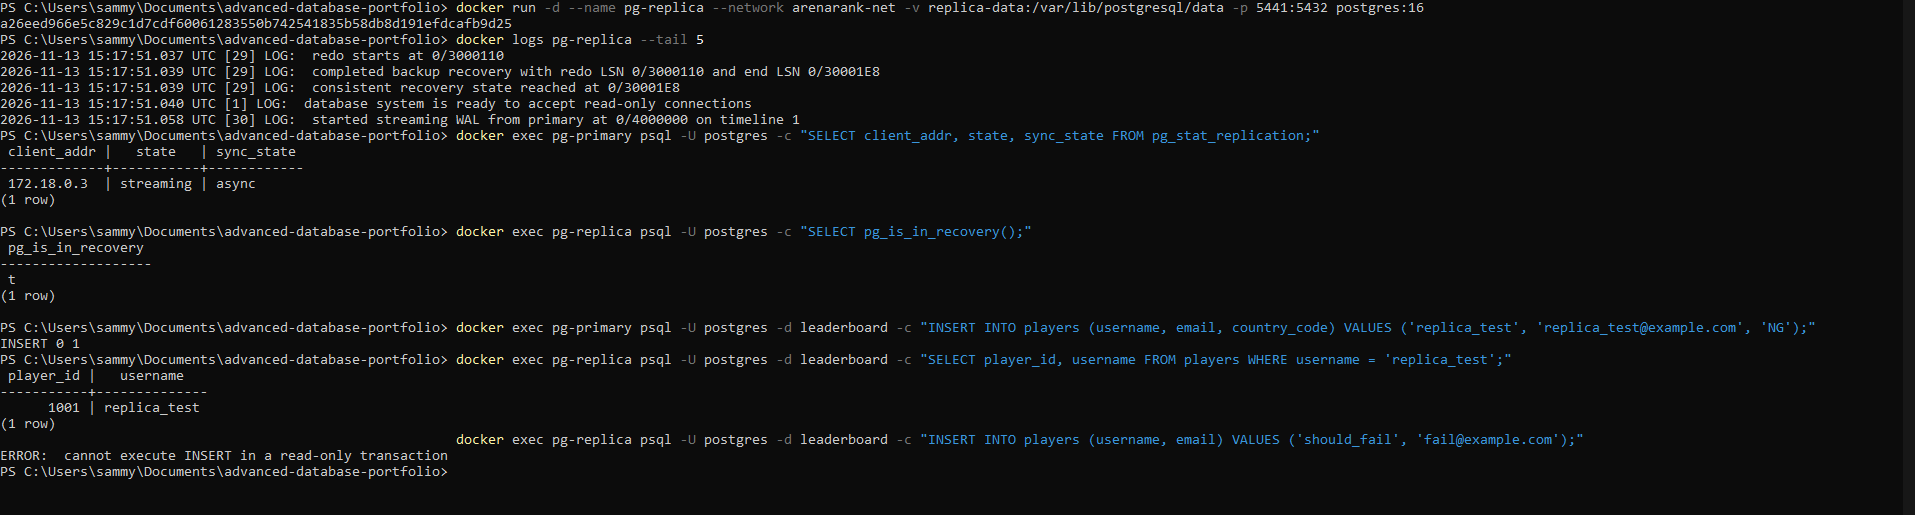 PS C:\Users\sammy\Documents\advanced-database-portfolio> docker run -d --name pg-replica --network arenarank-net -v replica-data:/var/lib/postgresql/data -p 5441:5432 postgres:16
a26eed966e5c829c1d7cdf60061283550b742541835b58db8d191efdcafb9d25
PS C:\Users\sammy\Documents\advanced-database-portfolio> docker logs pg-replica --tail 5
2026-11-13 15:17:51.037 UTC [29] LOG:  redo starts at 0/3000110
2026-11-13 15:17:51.039 UTC [29] LOG:  completed backup recovery with redo LSN 0/3000110 and end LSN 0/30001E8
2026-11-13 15:17:51.039 UTC [29] LOG:  consistent recovery state reached at 0/30001E8
2026-11-13 15:17:51.040 UTC [1] LOG:  database system is ready to accept read-only connections
2026-11-13 15:17:51.058 UTC [30] LOG:  started streaming WAL from primary at 0/4000000 on timeline 1
PS C:\Users\sammy\Documents\advanced-database-portfolio> docker exec pg-primary psql -U postgres -c "SELECT client_addr, state, sync_state FROM pg_stat_replication;"
 client_addr |   state   | sync_state
-------------+-----------+------------
 172.18.0.3  | streaming | async
(1 row)

PS C:\Users\sammy\Documents\advanced-database-portfolio> docker exec pg-replica psql -U postgres -c "SELECT pg_is_in_recovery();"
 pg_is_in_recovery
-------------------
 t
(1 row)

PS C:\Users\sammy\Documents\advanced-database-portfolio> docker exec pg-primary psql -U postgres -d leaderboard -c "INSERT INTO players (username, email, country_code) VALUES ('replica_test', 'replica_test@example.com', 'NG');"
INSERT 0 1
PS C:\Users\sammy\Documents\advanced-database-portfolio> docker exec pg-replica psql -U postgres -d leaderboard -c "SELECT player_id, username FROM players WHERE username = 'replica_test';"
 player_id |   username
-----------+--------------
      1001 | replica_test
(1 row)
docker exec pg-replica psql -U postgres -d leaderboard -c "INSERT INTO players (username, email) VALUES ('should_fail', 'fail@example.com');"
ERROR:  cannot execute INSERT in a read-only transaction
PS C:\Users\sammy\Documents\advanced-database-portfolio>